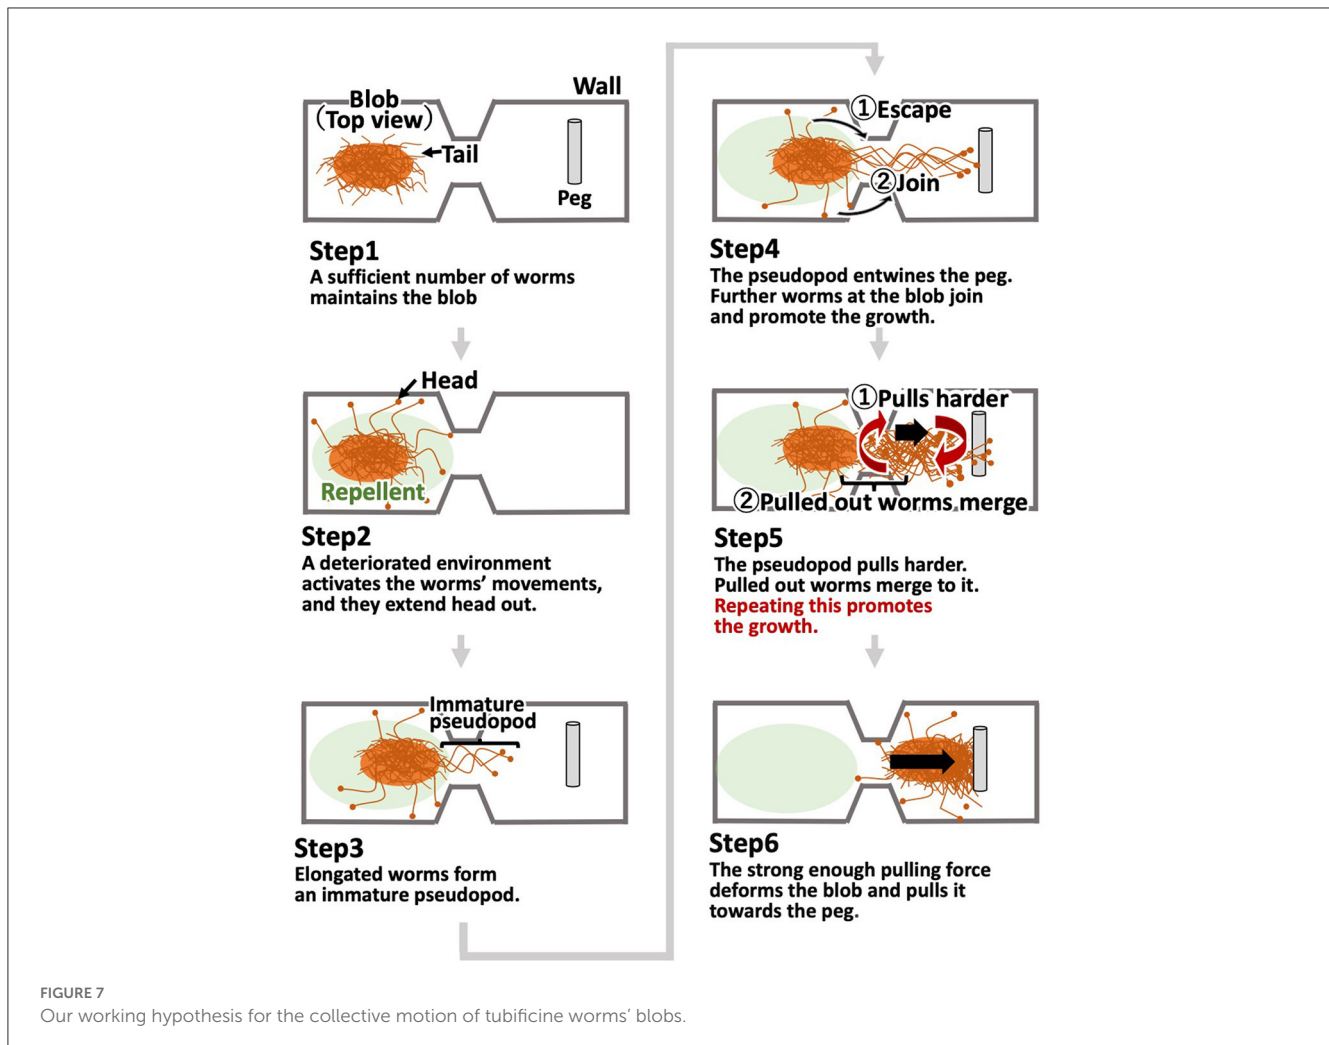 Wall
Blob
(Top view)
Tail
Peg
Step1
A sufficient number of worms
maintains the blob
Head
Repellent
Step2
A deteriorated environment
activates the worms' movements,
and they extend head out.
Immature
pseudopod
Step3
Elongated worms form
an immature pseudopod.
①Escape
②Join
Step4
The pseudopod entwines the peg.
Further worms at the blob join
and promote the growth.
①Pulls harder
②Pulled out worms merge
Step5
The pseudopod pulls harder.
Pulled out worms merge to it.
Repeating this promotes
the growth.
Step6
The strong enough pulling force
deforms the blob and pulls it
towards the peg.
FIGURE 7
Our working hypothesis for the collective motion of tubificine worms' blobs.